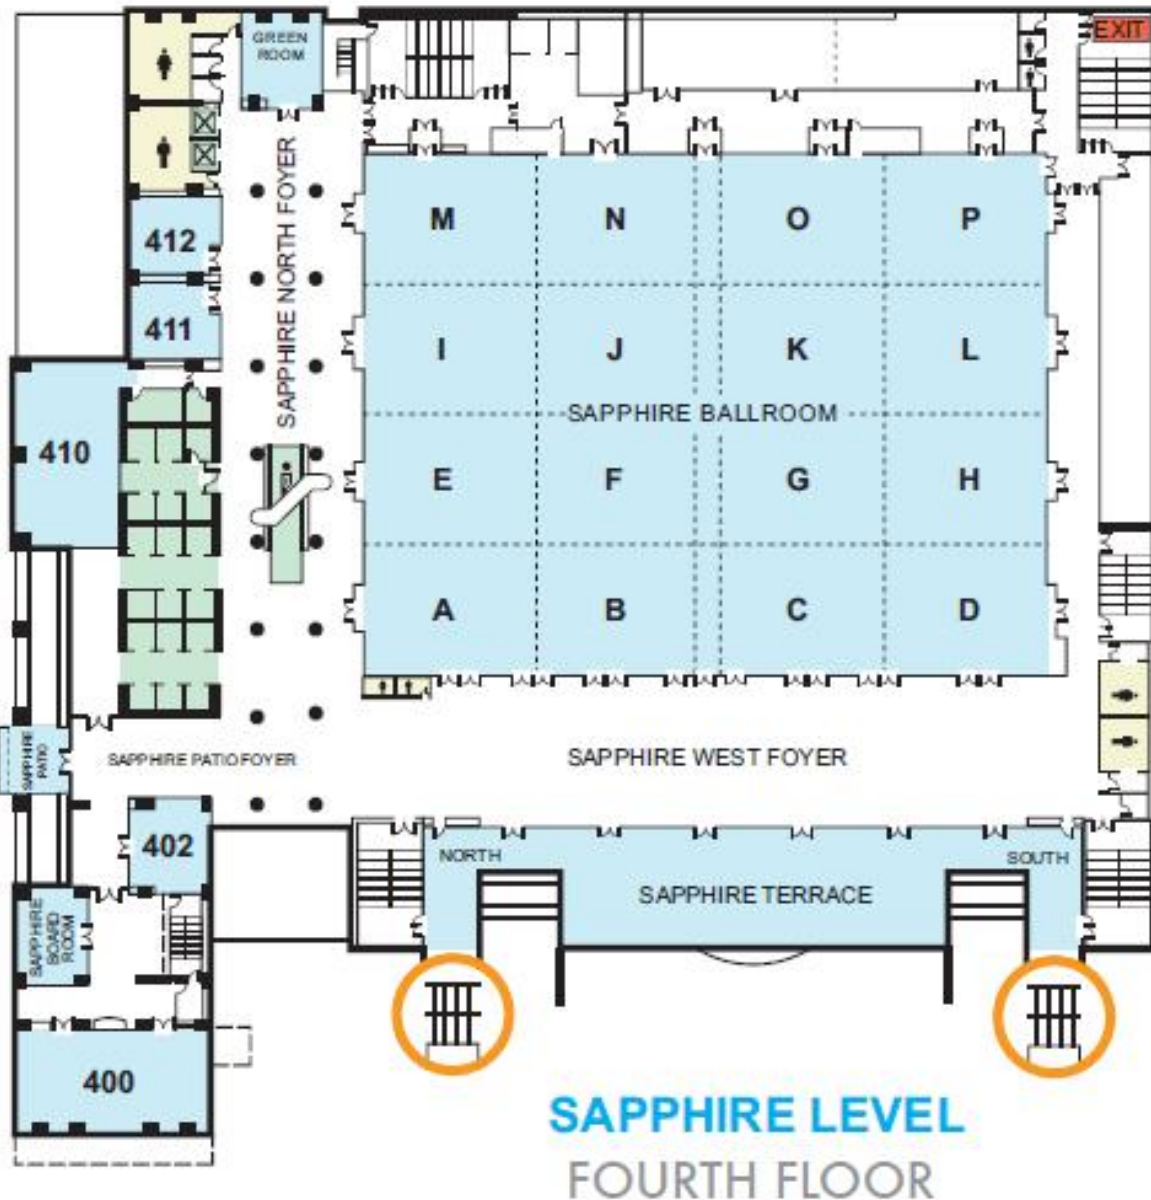 GREEN
ROOM
EXIT
SAPPHIRE NORTH FOYER
412
411
410
M
N
O
P
I
J
K
L
SAPPHIRE BALLROOM
E
F
G
H
A
B
C
D
SAPPHIRE
PATIO
SAPPHIRE PATIO FOYER
SAPPHIRE WEST FOYER
402
NORTH
SOUTH
SAPPHIRE TERRACE
SAPPHIRE
BOARD
ROOM
400
SAPPHIRE LEVEL
FOURTH FLOOR